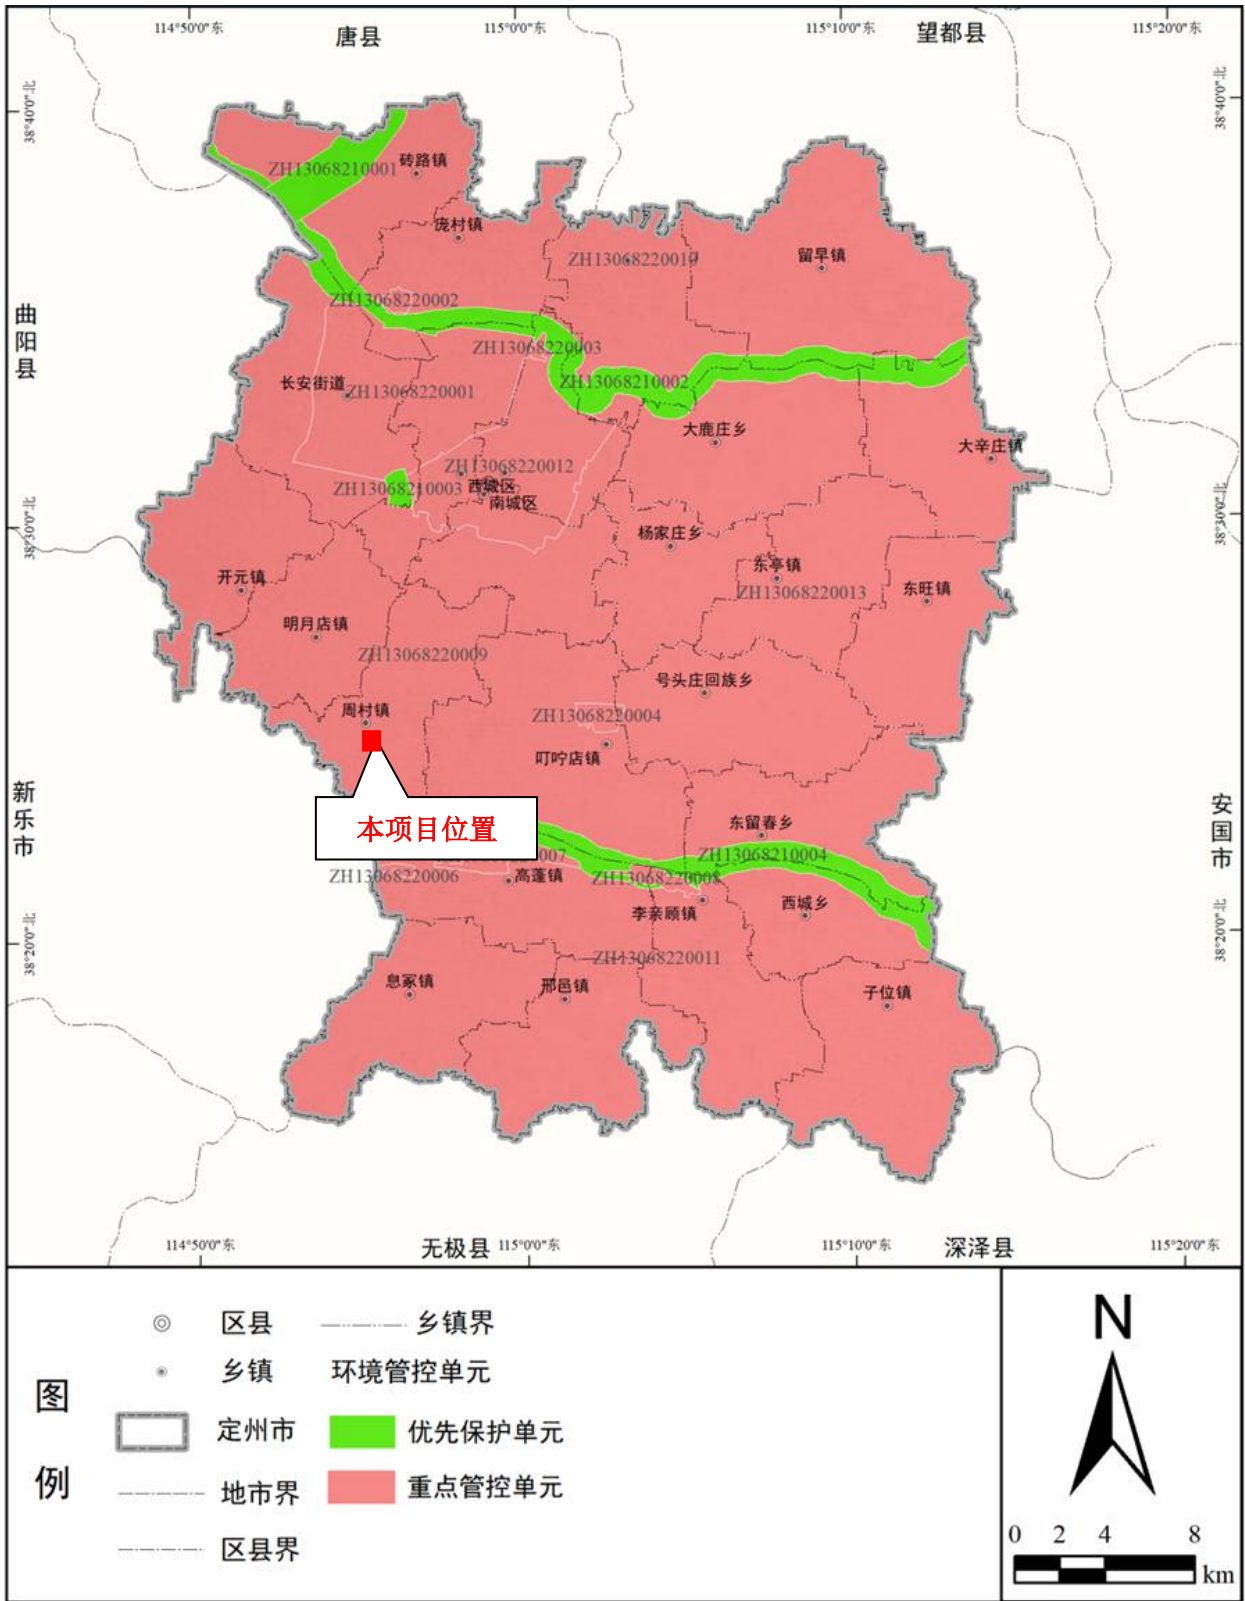 114°50'0"东
115°0'0"东
115°10'0"东
115°20'0"东
唐县
望都县
38°40'0"北
38°40'0"北
ZH13068210001
砖路镇
庞村镇
ZH13068220010
留早镇
曲阳县
ZH13068220002
ZH13068220003
长安街道
ZH13068220001
ZH13068210002
大鹿庄乡
大辛庄镇
ZH13068220012
ZH13068210003
西城区
南城区
38°30'0"北
38°30'0"北
杨家庄乡
东亭镇
开元镇
ZH13068220013
东旺镇
明月店镇
ZH13068220009
号头庄回族乡
周村镇
ZH13068220004
叮咛店镇
新乐市
安国市
本项目位置
东留春乡
007
ZH13068210004
ZH13068220006
高蓬镇
ZH13068220008
李亲顾镇
西城乡
38°20'0"北
38°20'0"北
ZH13068220011
息冢镇
邢邑镇
子位镇
114°50'0"东
无极县
115°0'0"东
115°10'0"东
深泽县
115°20'0"东
图例
区县
乡镇界
乡镇
环境管控单元
定州市
优先保护单元
地市界
重点管控单元
区县界
N
0 2 4 8
km